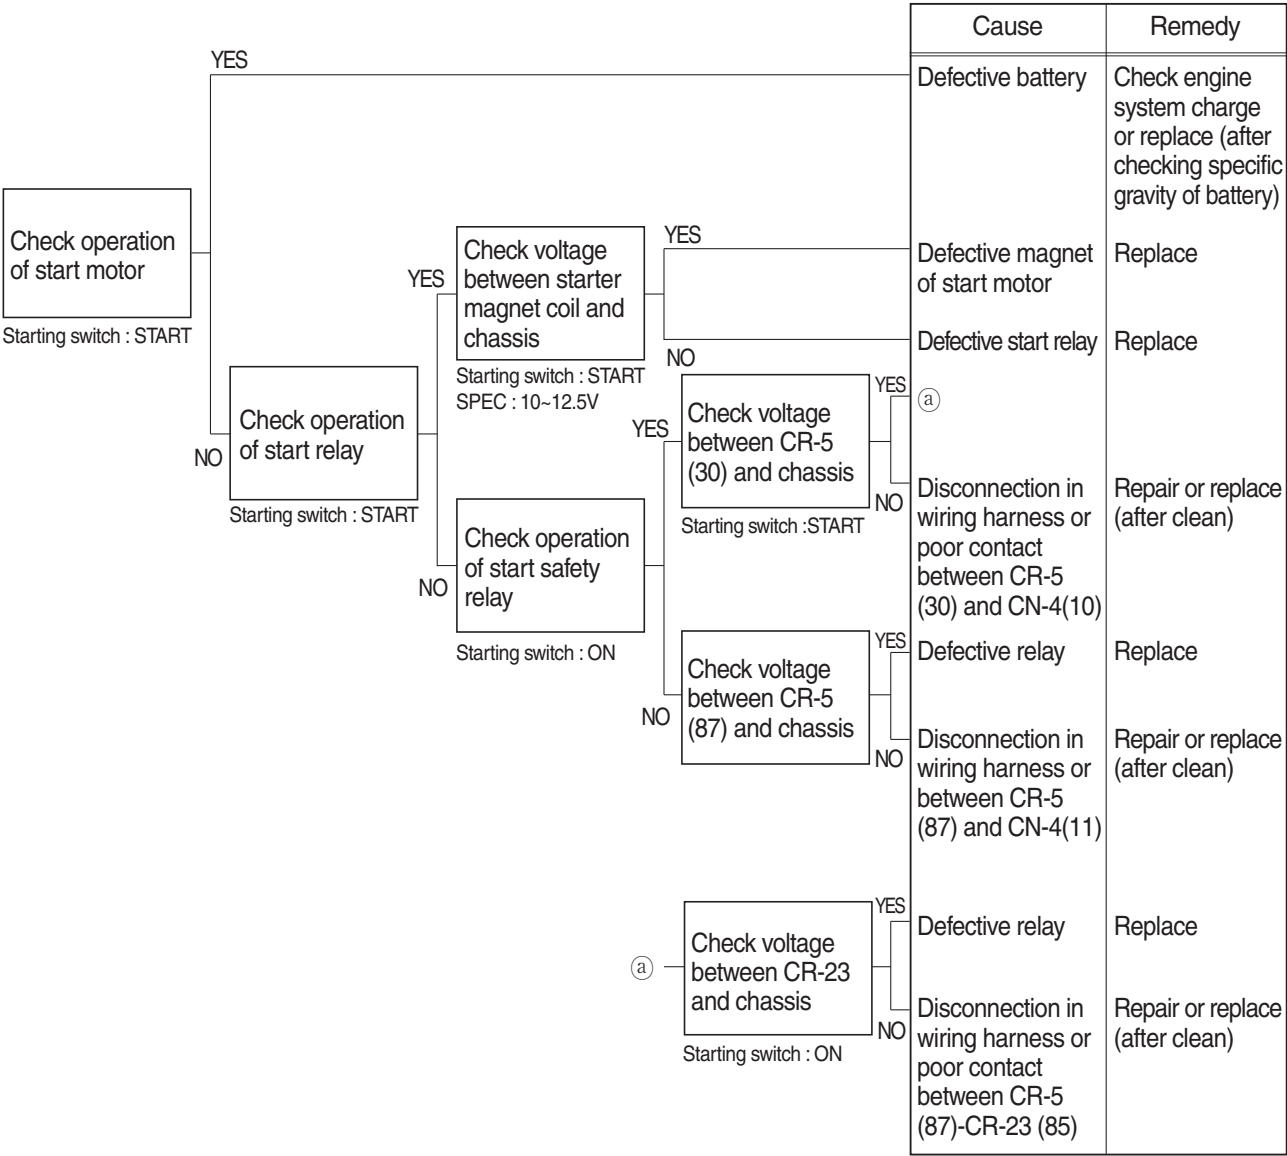 Cause
Remedy
YES
Defective battery
Check engine
system charge
or replace (after
checking specific
gravity of battery)
Check operation
of start motor
Starting switch : START
YES
Check voltage
between starter
magnet coil and
chassis
Starting switch : START
SPEC : 10~12.5V
YES
Defective magnet
of start motor
Replace
NO
Defective start relay
Replace
NO
Check operation
of start relay
Starting switch : START
YES
Check voltage
between CR-5
(30) and chassis
Starting switch :START
YES
ⓐ
NO
Disconnection in
wiring harness or
poor contact
between CR-5
(30) and CN-4(10)
Repair or replace
(after clean)
NO
Check operation
of start safety
relay
Starting switch : ON
NO
Check voltage
between CR-5
(87) and chassis
YES
Defective relay
Replace
NO
Disconnection in
wiring harness or
between CR-5
(87) and CN-4(11)
Repair or replace
(after clean)
ⓐ
Check voltage
between CR-23
and chassis
Starting switch : ON
YES
Defective relay
Replace
NO
Disconnection in
wiring harness or
poor contact
between CR-5
(87)-CR-23 (85)
Repair or replace
(after clean)